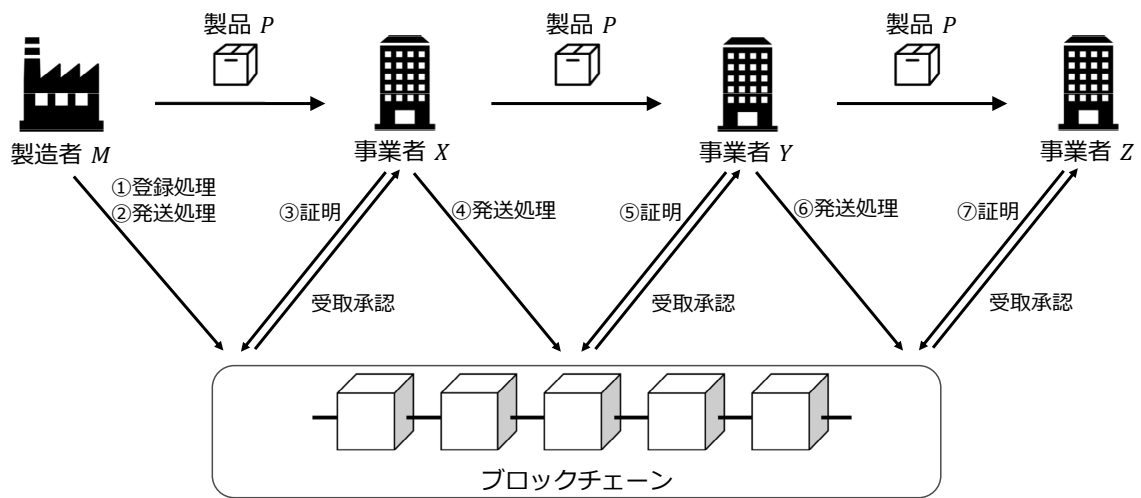 製品 P
製品 P
製品 P
製造者 M
事業者 X
事業者 Y
事業者 Z
①登録処理
②発送処理
③証明
④発送処理
⑤証明
⑥発送処理
⑦証明
受取承認
受取承認
受取承認
ブロックチェーン